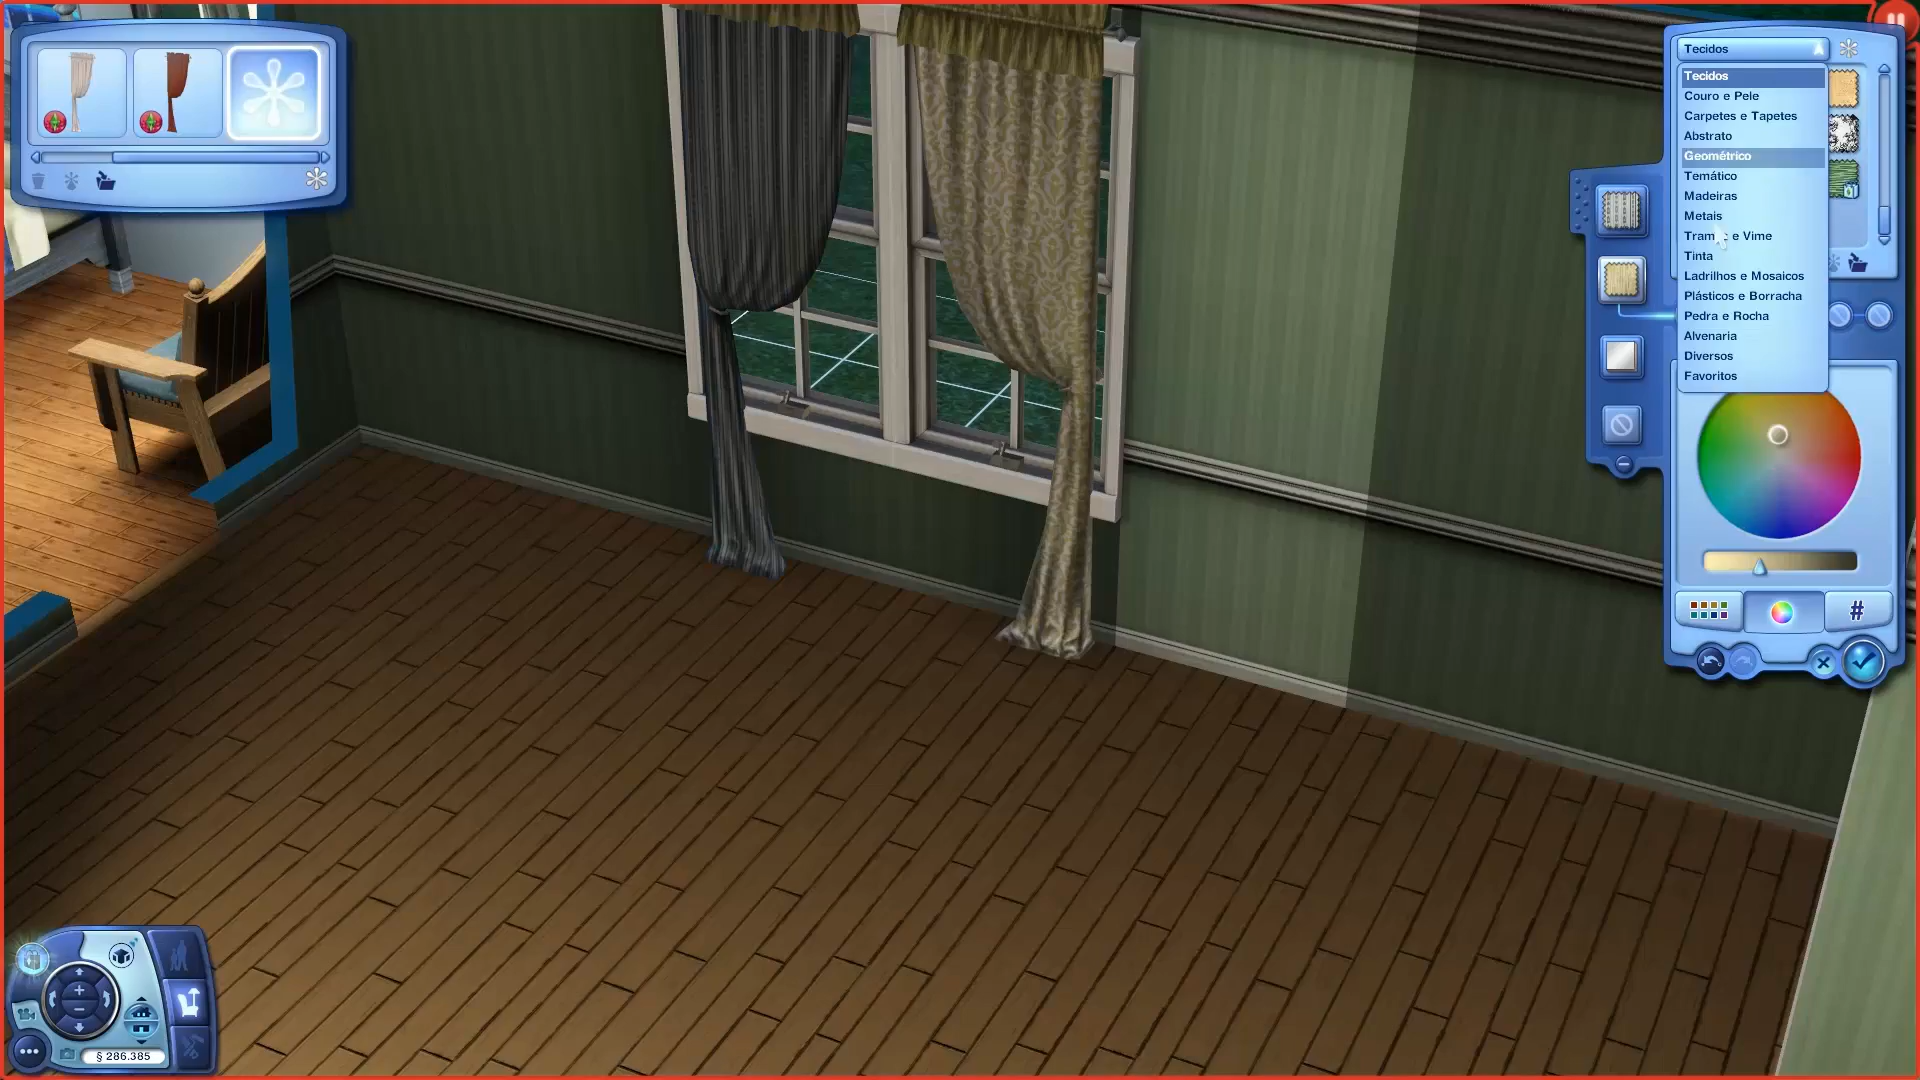 Tecidos
Tecidos
Couro e Pele
Carpetes e Tapetes
Abstrato
Geométrico
Temático
Madeiras
Metais
e Vime
Tinta
Ladrilhos e Mosaicos
Plásticos e Borracha
Pedra e Rocha
Alvenaria
Diversos
Favoritos
#
§ 286.385